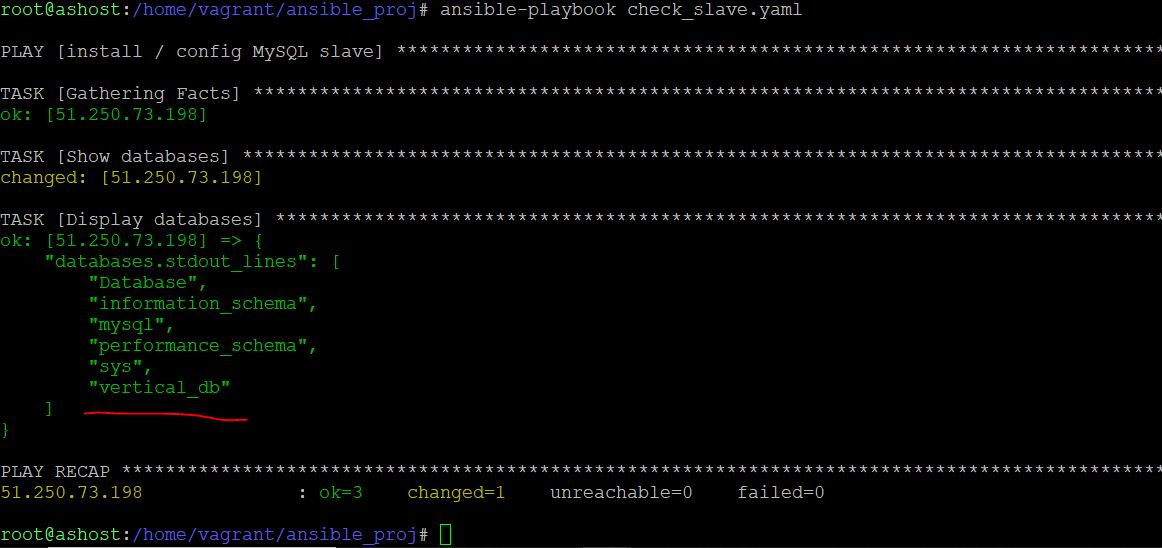 root@ashost:/home/vagrant/ansible_proj# ansible-playbook check_slave.yaml
PLAY [install / config MySQL slave] ***********************************************************************
TASK [Gathering Facts] ************************************************************************************
ok: [51.250.73.198]
TASK [Show databases] *************************************************************************************
changed: [51.250.73.198]
TASK [Display databases] **********************************************************************************
ok: [51.250.73.198] => {
    "databases.stdout_lines": [
        "Database",
        "information_schema",
        "mysql",
        "performance_schema",
        "sys",
        "vertical_db"
    ]
}
PLAY RECAP ************************************************************************************************
51.250.73.198              : ok=3    changed=1    unreachable=0    failed=0
root@ashost:/home/vagrant/ansible_proj#